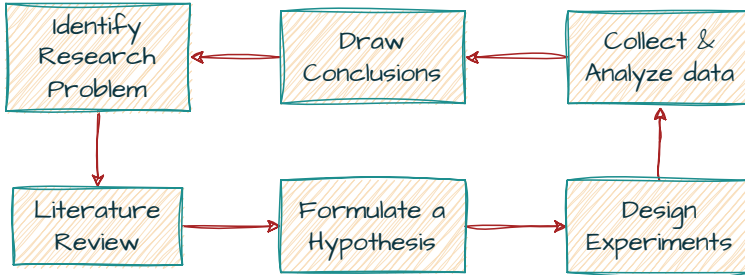 Identify
Research
Problem
Draw
Conclusions
Collect &
Analyze data
Literature
Review
Formulate a
Hypothesis
Design
Experiments